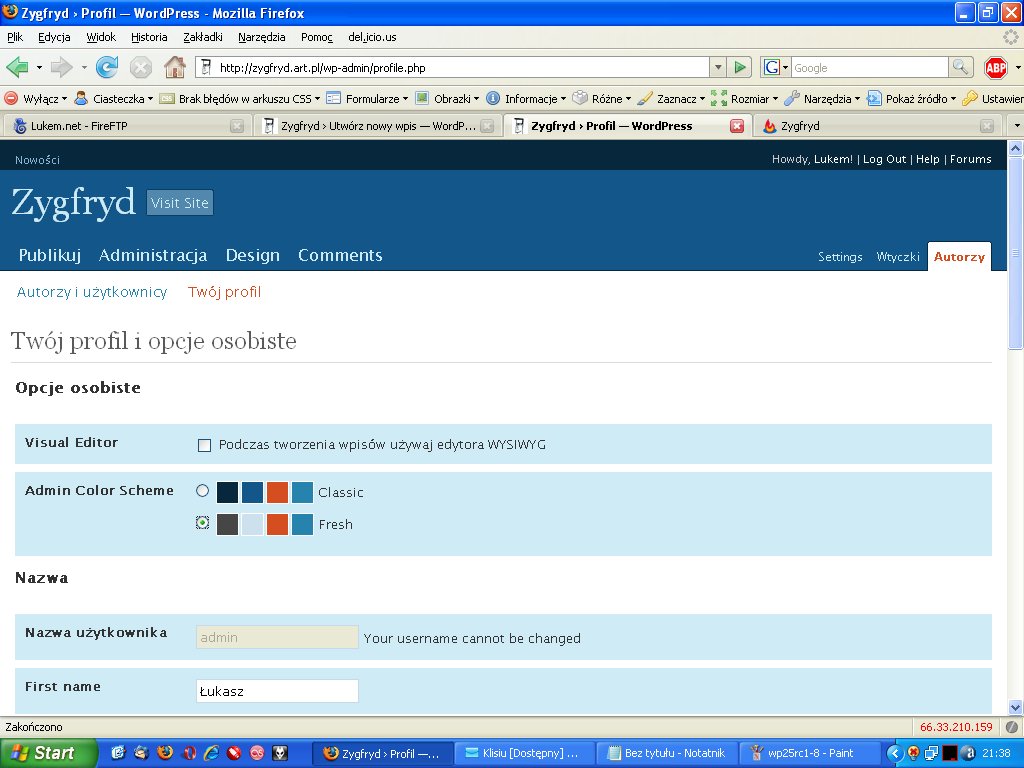 Zygfryd › Profil — WordPress - Mozilla Firefox
Plik Edycja Widok Historia Zakładki Narzędzia Pomoc del.icio.us
http://zygfryd.art.pl/wp-admin/profile.php G Google ABP
Wyłącz Ciasteczka Brak błędów w arkuszu CSS Formularze Obrazki Informacje Różne Zaznacz Rozmiar Narzędzia Pokaż źródło Ustawier
Lukem.net - FireFTP Zygfryd › Utwórz nowy wpis — WordP... Zygfryd › Profil — WordPress Zygfryd
Nowości Howdy, Lukem! | Log Out | Help | Forums
Zygfryd Visit Site
Publikuj Administracja Design Comments Settings Wtyczki Autorzy
Autorzy i użytkownicy Twój profil
Twój profil i opcje osobiste
Opcje osobiste
Visual Editor Podczas tworzenia wpisów używaj edytora WYSIWYG
Admin Color Scheme Classic
Fresh
Nazwa
Nazwa użytkownika admin Your username cannot be changed
First name Łukasz
Zakończono 66.33.210.159
Start Zygfryd › Profil —... Klisiu [Dostępny] ... Bez tytułu - Notatnik wp25rc1-8 - Paint 21:38